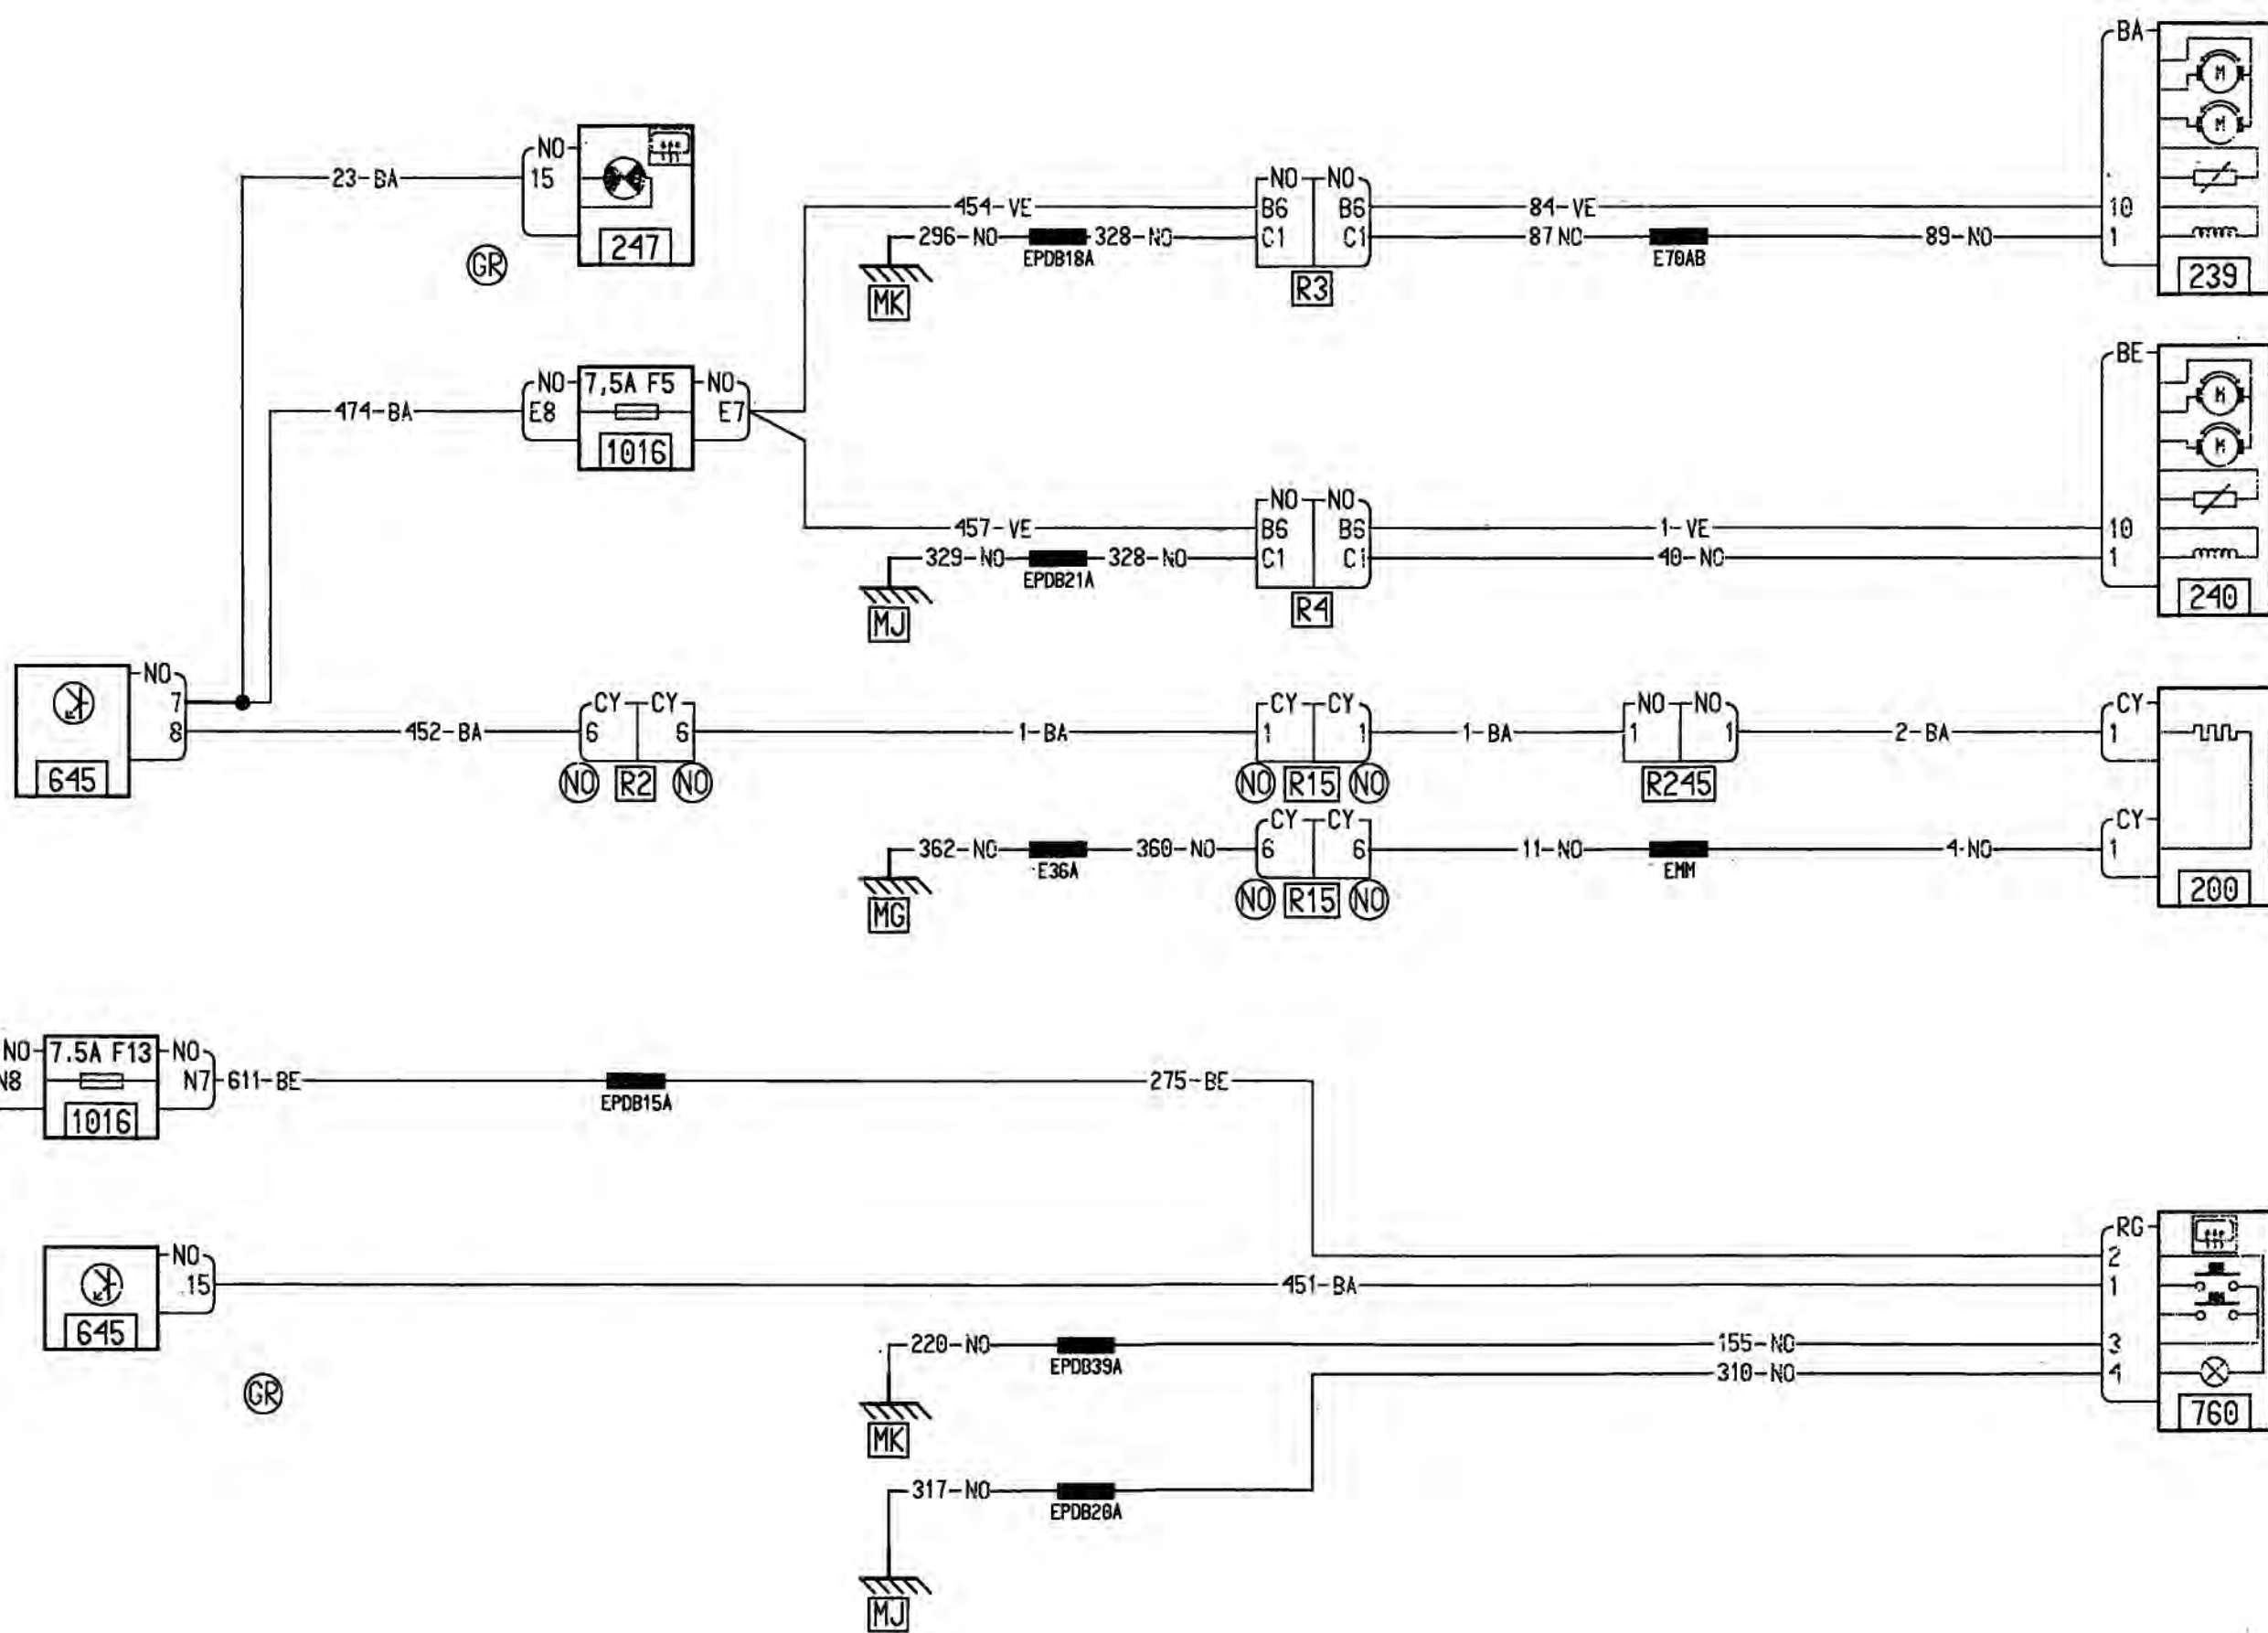 BA
M
M
10
1
239
23-BA
NO
15
247
GR
454-VE
296-NO
328-NO
EPDB18A
MK
NO NO
B6 B6
C1 C1
R3
84-VE
87 NO
E70AB
89-NO
474-BA
NO 7,5A F5 NO
E8 E7
1016
457-VE
329-NO
328-NO
EPDB21A
MJ
NO NO
B6 B6
C1 C1
R4
1-VE
40-NO
BE
10
1
240
NO
7
8
645
452-BA
CY CY
6 6
NO R2 NO
1-BA
CY CY
1 1
NO R15 NO
1-BA
NO NO
1 1
R245
2-BA
CY
1
362-NO
E36A
360-NO
MG
CY CY
6 6
NO R15 NO
11-NO
EMM
4-NO
CY
1
200
NO 7.5A F13 NO
N8 N7
1016
611-BE
EPDB15A
275-BE
NO
15
645
GR
451-BA
RG
2
1
3
4
760
220-NO
EPDB39A
155-NO
MK
310-NO
317-NO
EPDB20A
MJ